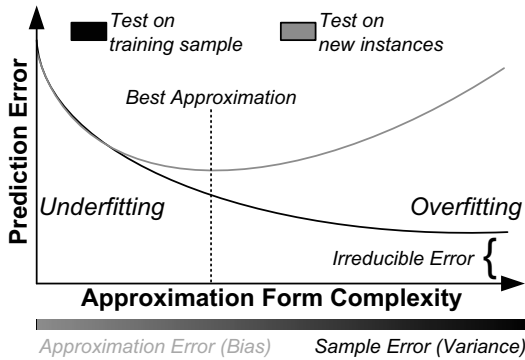 Test on
training sample
Test on
new instances
Best Approximation
Prediction Error
Underfitting
Overfitting
Irreducible Error {
Approximation Form Complexity
Approximation Error (Bias)
Sample Error (Variance)